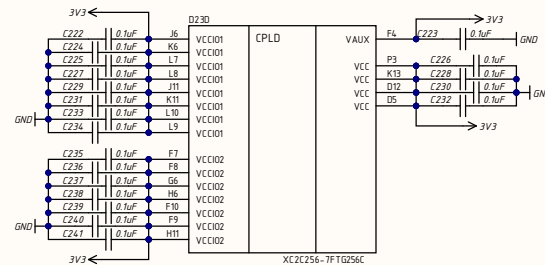 3V3
D23D
C222 0.1uF J6 VCCIO1 CPLD VAUX F4 C223 0.1uF GND
3V3
C224 0.1uF K6 VCCIO1
C225 0.1uF L7 VCCIO1 VCC P3 C226 0.1uF
C227 0.1uF L8 VCCIO1 VCC K13 C228 0.1uF
C229 0.1uF J11 VCCIO1 VCC D12 C230 0.1uF GND
C231 0.1uF K11 VCCIO1 VCC D5 C232 0.1uF
GND C233 0.1uF L10 VCCIO1
C234 0.1uF L9 VCCIO1
3V3
C235 0.1uF F7 VCCIO2
C236 0.1uF F8 VCCIO2
C237 0.1uF G6 VCCIO2
C238 0.1uF H6 VCCIO2
C239 0.1uF F10 VCCIO2
GND C240 0.1uF F9 VCCIO2
C241 0.1uF H11 VCCIO2
3V3
XC2C256-7FTG256C